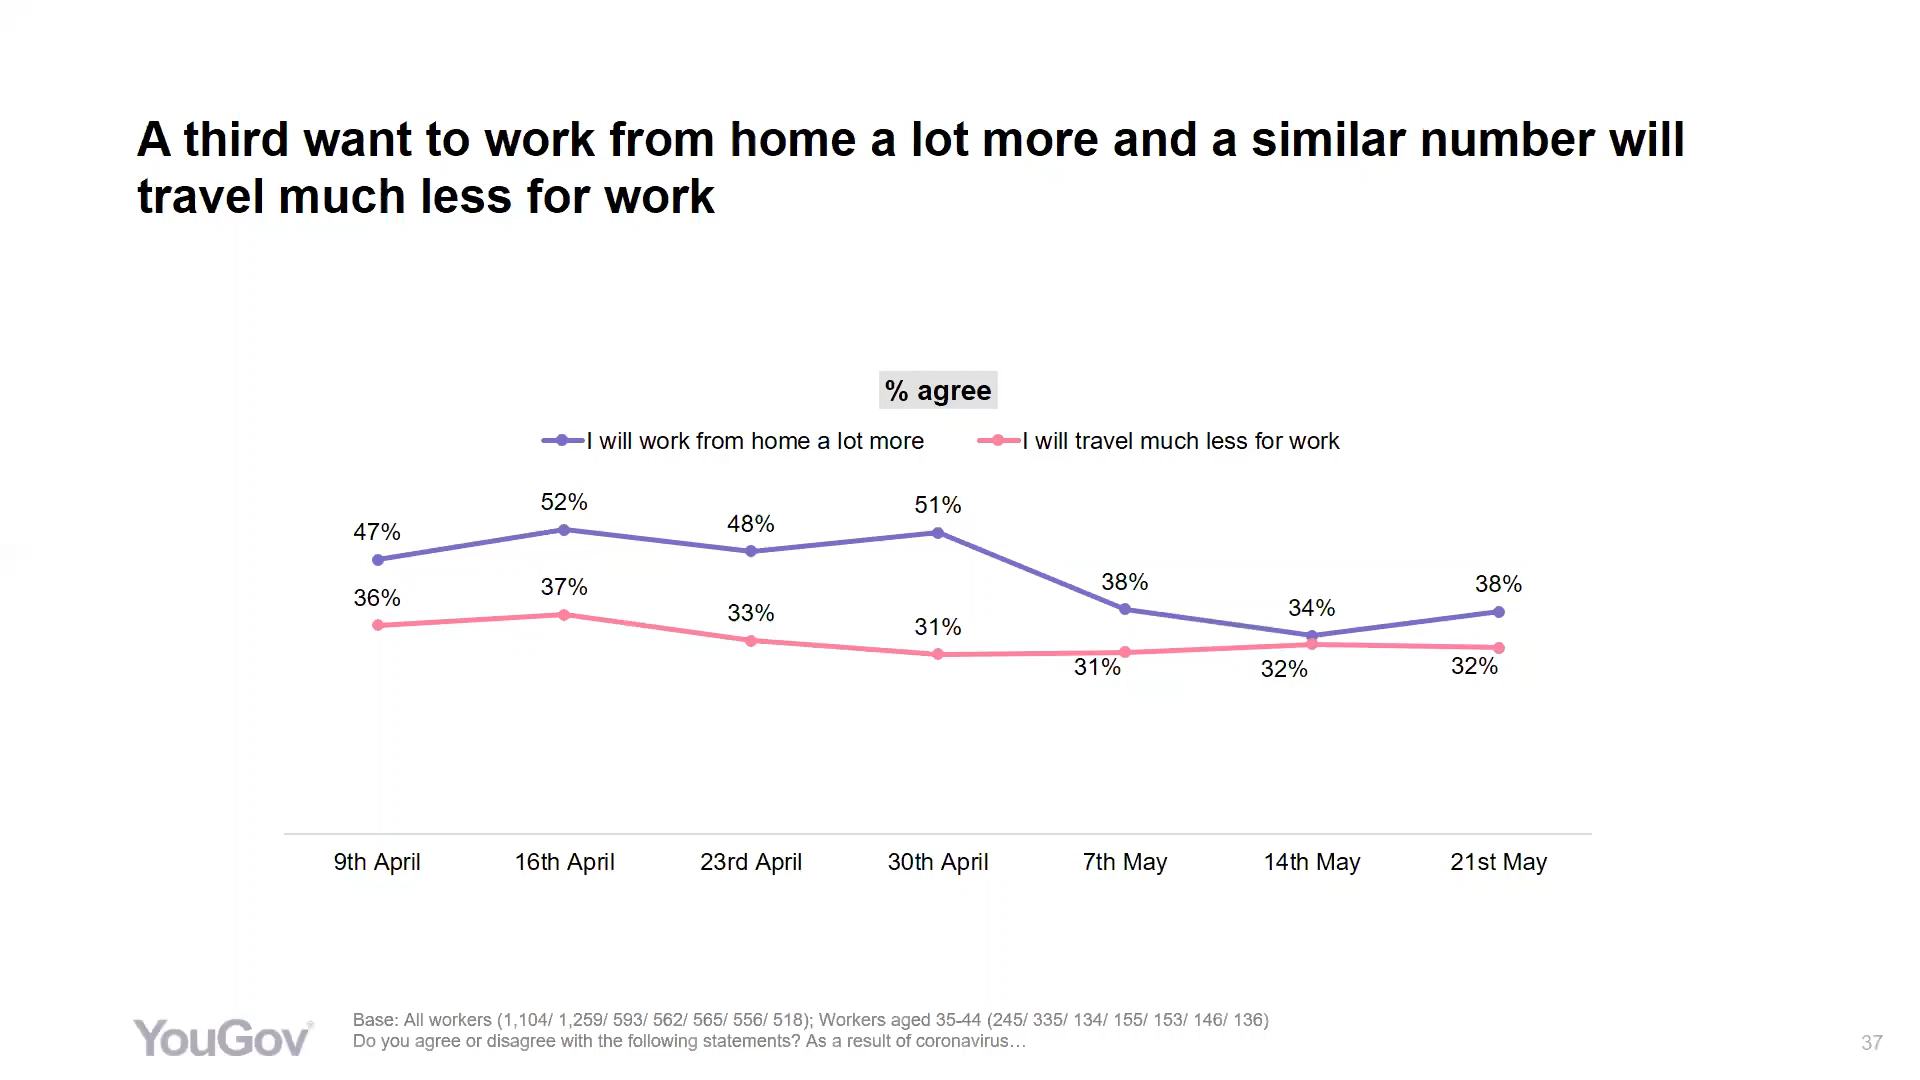 A third want to work from home a lot more and a similar number will
travel much less for work
% agree
I will work from home a lot more
I will travel much less for work
47%
52%
48%
51%
38%
34%
38%
36%
37%
33%
31%
31%
32%
32%
9th April
16th April
23rd April
30th April
7th May
14th May
21st May
YouGov®
Base: All workers (1,104/ 1,259/ 593/ 562/ 565/ 556/ 518); Workers aged 35-44 (245/ 335/ 134/ 155/ 153/ 146/ 136)
Do you agree or disagree with the following statements? As a result of coronavirus…
37